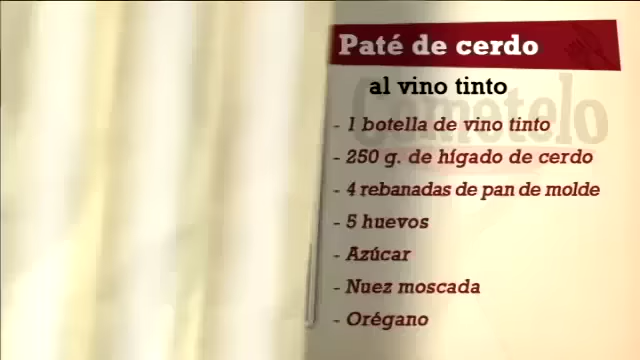 Paté de cerdo
al vino tinto
Cometelo
- 1 botella de vino tinto
- 250 g. de hígado de cerdo
- 4 rebanadas de pan de molde
- 5 huevos
- Azúcar
- Nuez moscada
- Orégano